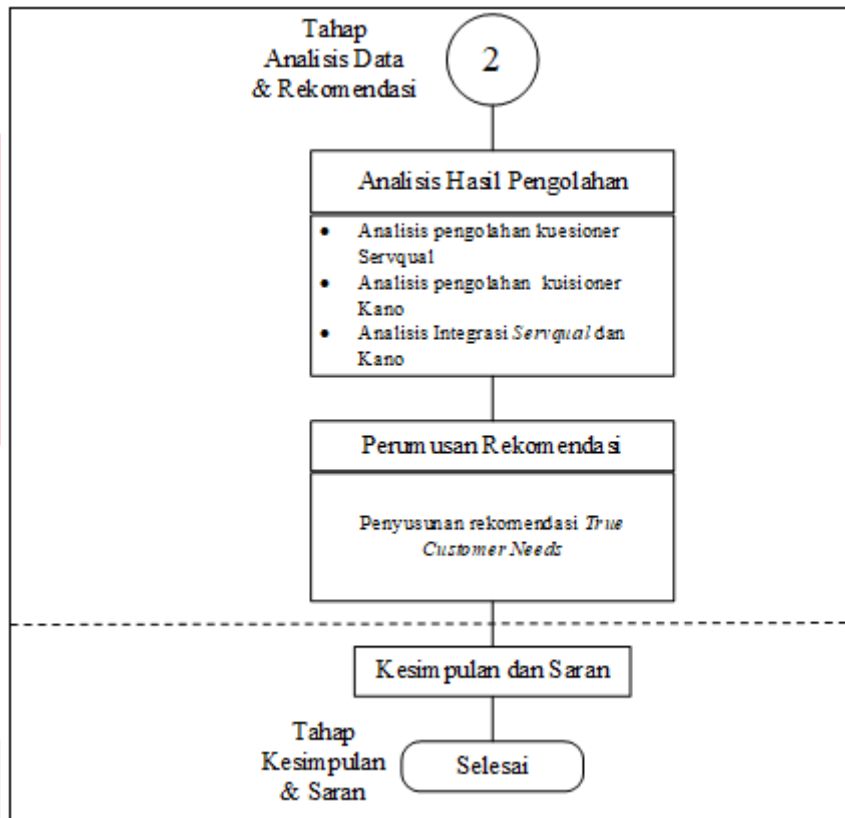 Tahap
Analisis Data
& Rekomendasi
2
Analisis Hasil Pengolahan
• Analisis pengolahan kuesioner
Servqual
• Analisis pengolahan kuisioner
Kano
• Analisis Integrasi Servqual dan
Kano
Perumusan Rekomendasi
Penyusunan rekomendasi True
Customer Needs
Kesimpulan dan Saran
Tahap
Kesimpulan
& Saran
Selesai